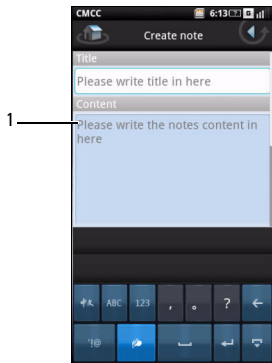 CMCC 6:13
Create note
Title
Please write title in here
Content
1
Please write the notes content in
here
ABC 123 , 。 ? ←
'!@